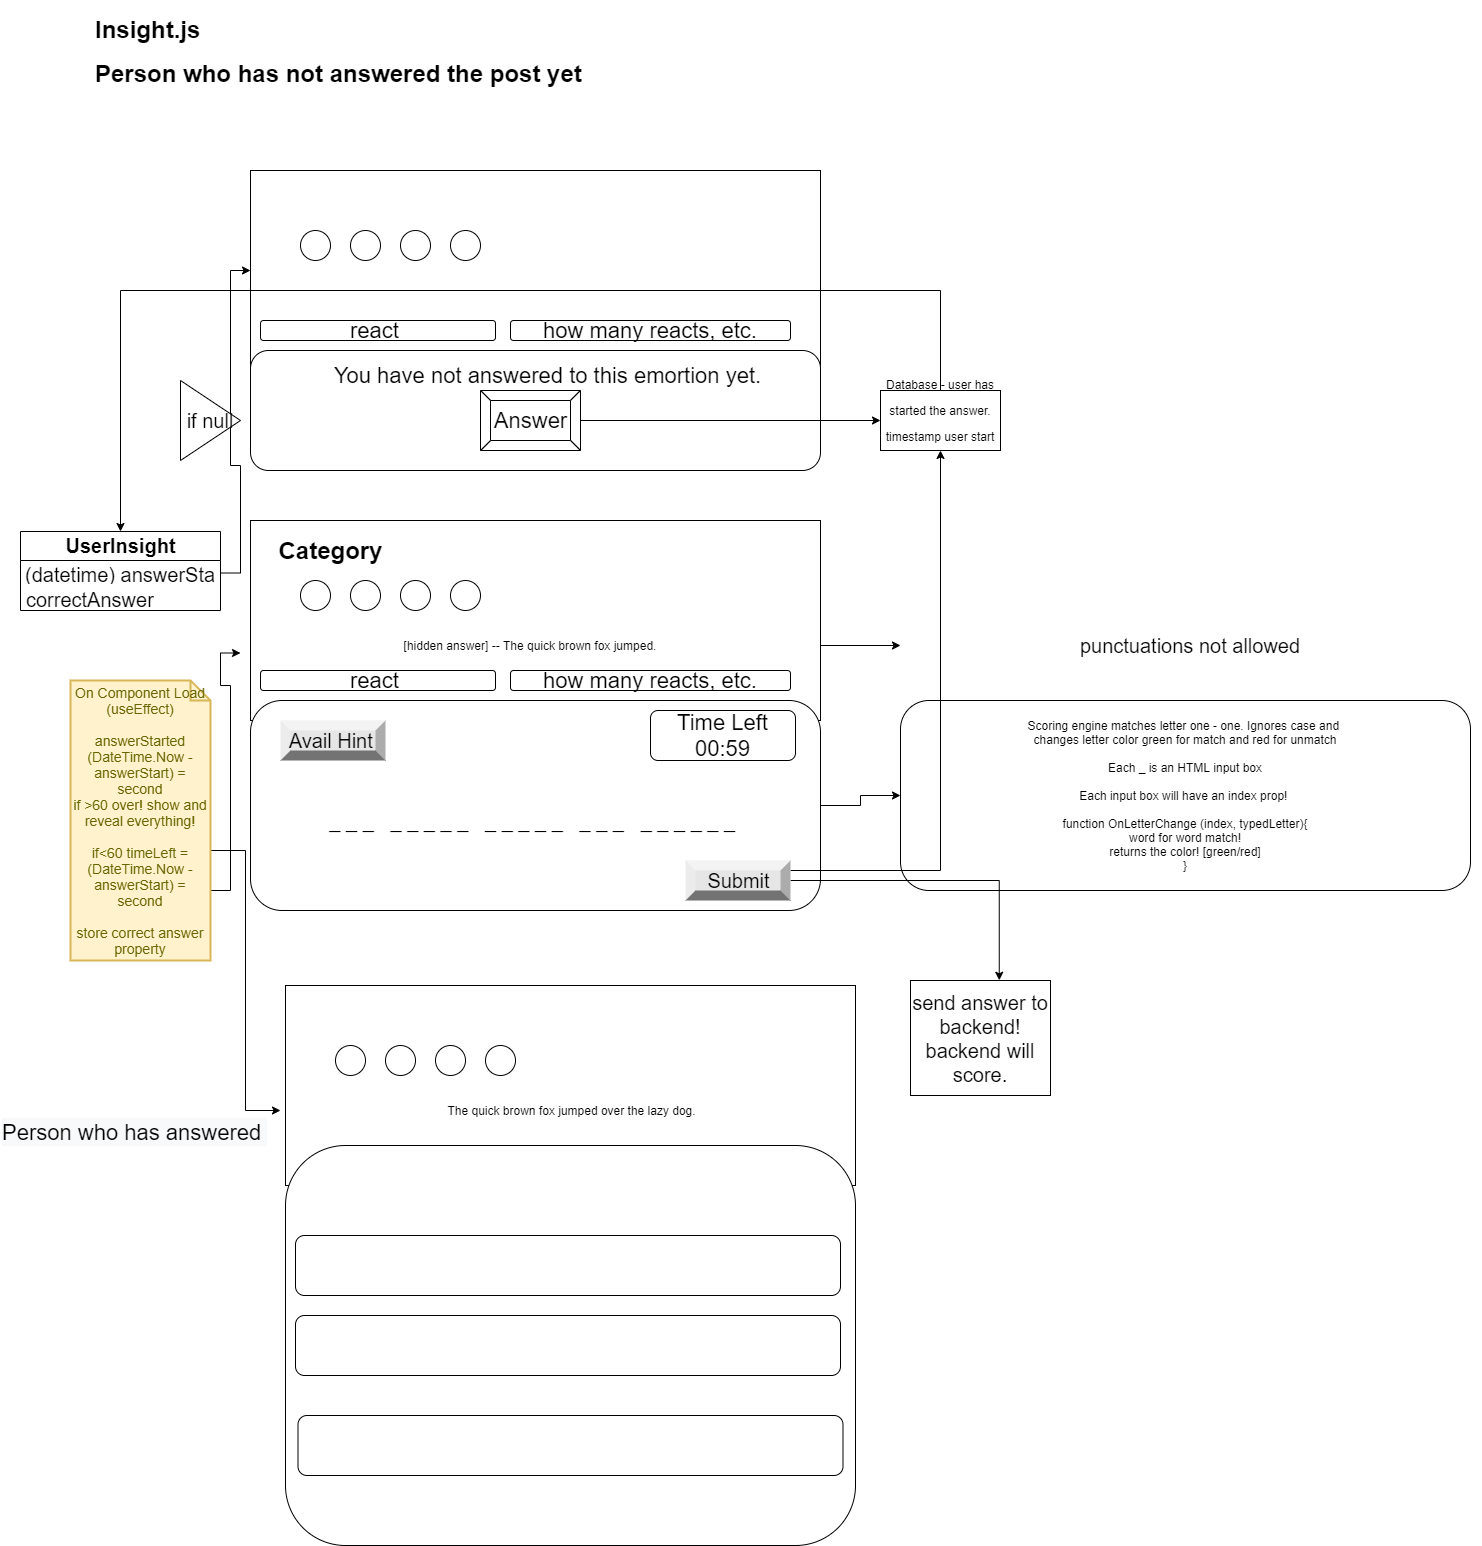 Insight.js
Person who has not answered the post yet
react
how many reacts, etc.
You have not answered to this emortion yet.
Answer
if null
Database - user has
started the answer.
timestamp user start
UserInsight
(datetime) answerSta
correctAnswer
Category
[hidden answer] -- The quick brown fox jumped.
react
how many reacts, etc.
punctuations not allowed
On Component Load
(useEffect)
answerStarted
(DateTime.Now -
answerStart) =
second
if >60 over! show and
reveal everything!
if<60 timeLeft =
(DateTime.Now -
answerStart) =
second
store correct answer
property
Avail Hint
Time Left
00:59
_ _ _ _ _ _ _ _ _ _ _ _ _ _ _ _ _ _ _ _ _ _
Submit
Scoring engine matches letter one - one. Ignores case and
changes letter color green for match and red for unmatch
Each _ is an HTML input box
Each input box will have an index prop!
function OnLetterChange (index, typedLetter){
word for word match!
returns the color! [green/red]
}
send answer to
backend!
backend will
score.
The quick brown fox jumped over the lazy dog.
Person who has answered